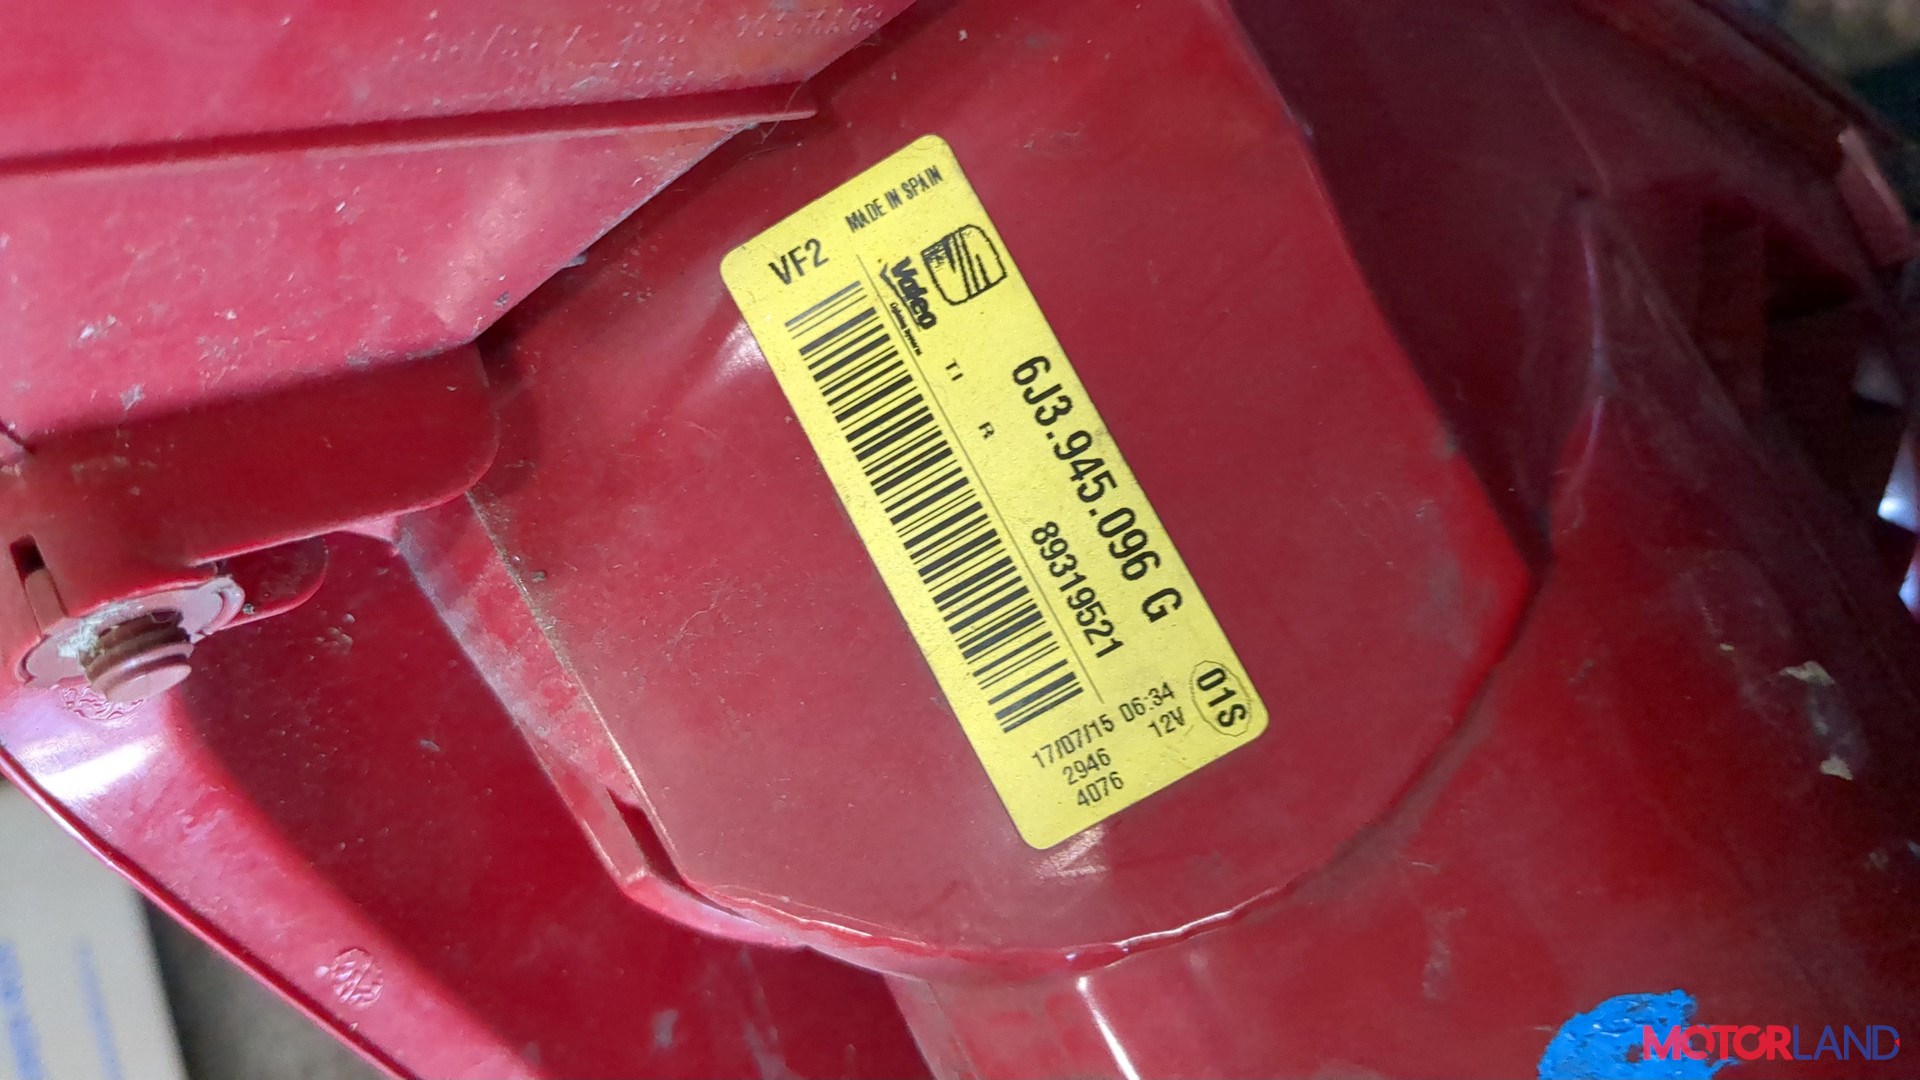 MADE IN SPAIN
VF2
Valeo
TI
R
6J3.945.096 G
89319521
01S
17/07/15 06:34
2946
12V
4076
MOTORLAND